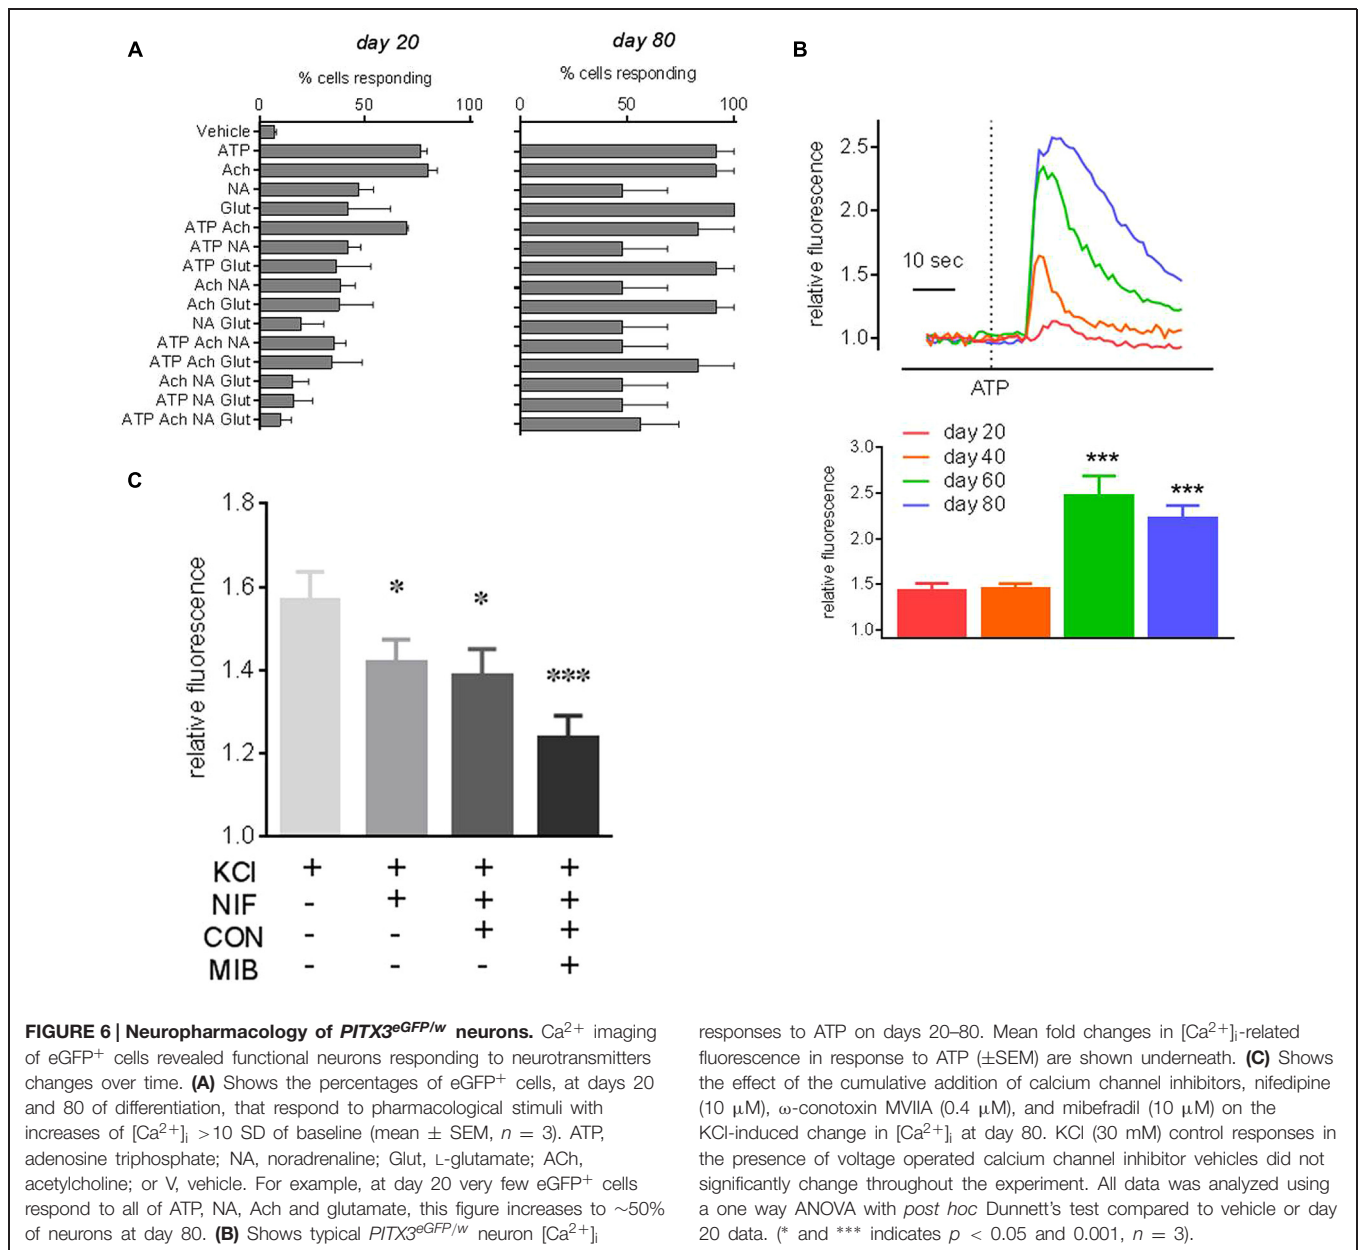 A
day 20
% cells responding
0 50 100
day 80
% cells responding
0 50 100
Vehicle
ATP
Ach
NA
Glut
ATP Ach
ATP NA
ATP Glut
Ach NA
Ach Glut
NA Glut
ATP Ach NA
ATP Ach Glut
Ach NA Glut
ATP NA Glut
ATP Ach NA Glut
B
relative fluorescence
2.5
2.0
1.5
1.0
10 sec
ATP
relative fluorescence
3.0
2.5
2.0
1.5
1.0
day 20
day 40
day 60
day 80
***
***
C
relative fluorescence
1.8
1.6
1.4
1.2
1.0
*
*
***
KCl + + + +
NIF - + + +
CON - - + +
MIB - - - +
FIGURE 6 | Neuropharmacology of PITX3eGFP/w neurons. Ca2+ imaging
of eGFP+ cells revealed functional neurons responding to neurotransmitters
changes over time. (A) Shows the percentages of eGFP+ cells, at days 20
and 80 of differentiation, that respond to pharmacological stimuli with
increases of [Ca2+]i >10 SD of baseline (mean ± SEM, n = 3). ATP,
adenosine triphosphate; NA, noradrenaline; Glut, L-glutamate; ACh,
acetylcholine; or V, vehicle. For example, at day 20 very few eGFP+ cells
respond to all of ATP, NA, Ach and glutamate, this figure increases to ~50%
of neurons at day 80. (B) Shows typical PITX3eGFP/w neuron [Ca2+]i
responses to ATP on days 20–80. Mean fold changes in [Ca2+]i-related
fluorescence in response to ATP (±SEM) are shown underneath. (C) Shows
the effect of the cumulative addition of calcium channel inhibitors, nifedipine
(10 μM), ω-conotoxin MVIIA (0.4 μM), and mibefradil (10 μM) on the
KCl-induced change in [Ca2+]i at day 80. KCl (30 mM) control responses in
the presence of voltage operated calcium channel inhibitor vehicles did not
significantly change throughout the experiment. All data was analyzed using
a one way ANOVA with post hoc Dunnett's test compared to vehicle or day
20 data. (* and *** indicates p < 0.05 and 0.001, n = 3).